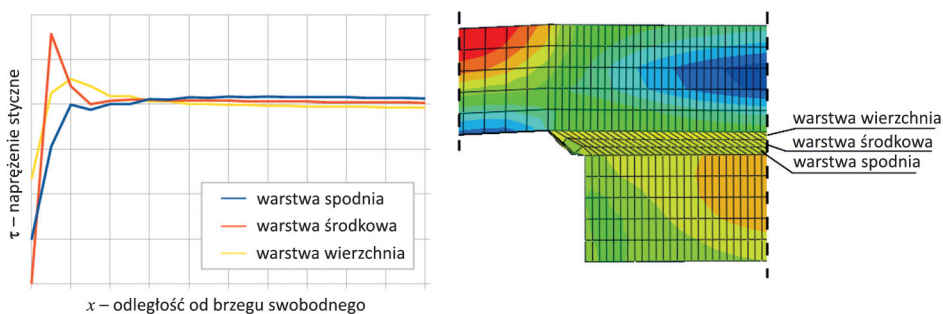 τ – naprężenie styczne
warstwa spodnia
warstwa środkowa
warstwa wierzchnia
x – odległość od brzegu swobodnego
warstwa wierzchnia
warstwa środkowa
warstwa spodnia